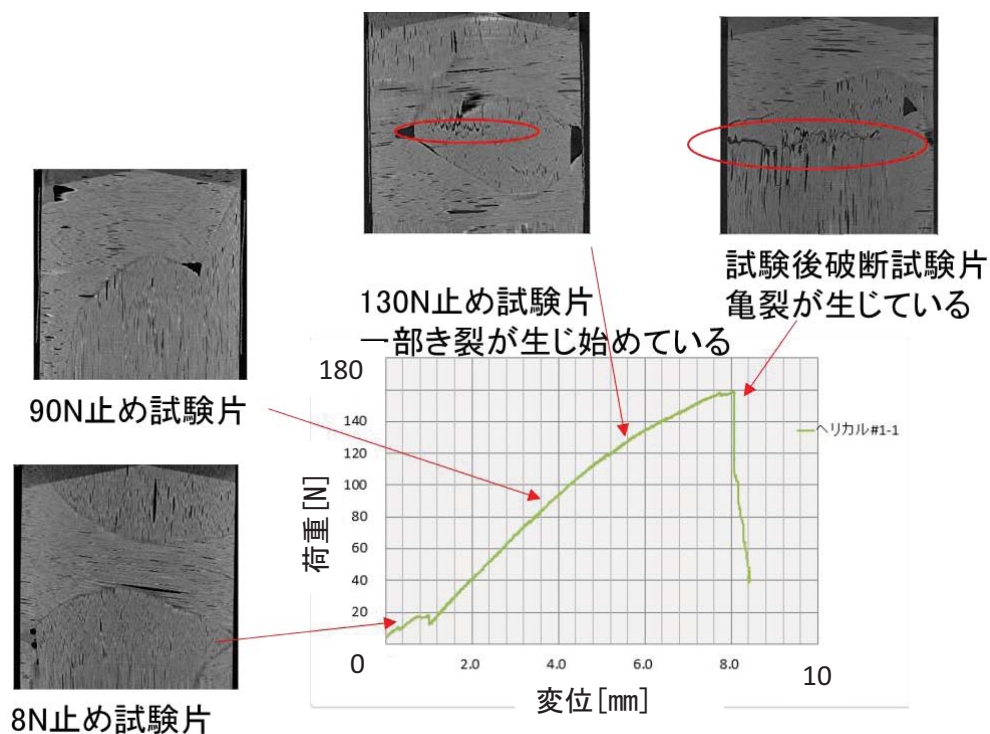 試験後破断試験片
亀裂が生じている
130N止め試験片
一部き裂が生じ始めている
90N止め試験片
8N止め試験片
180
140
120
100
80
60
40
20
0
荷重[N]
2.0
4.0
6.0
8.0
10
変位[㎜]
ヘリカル#1-1